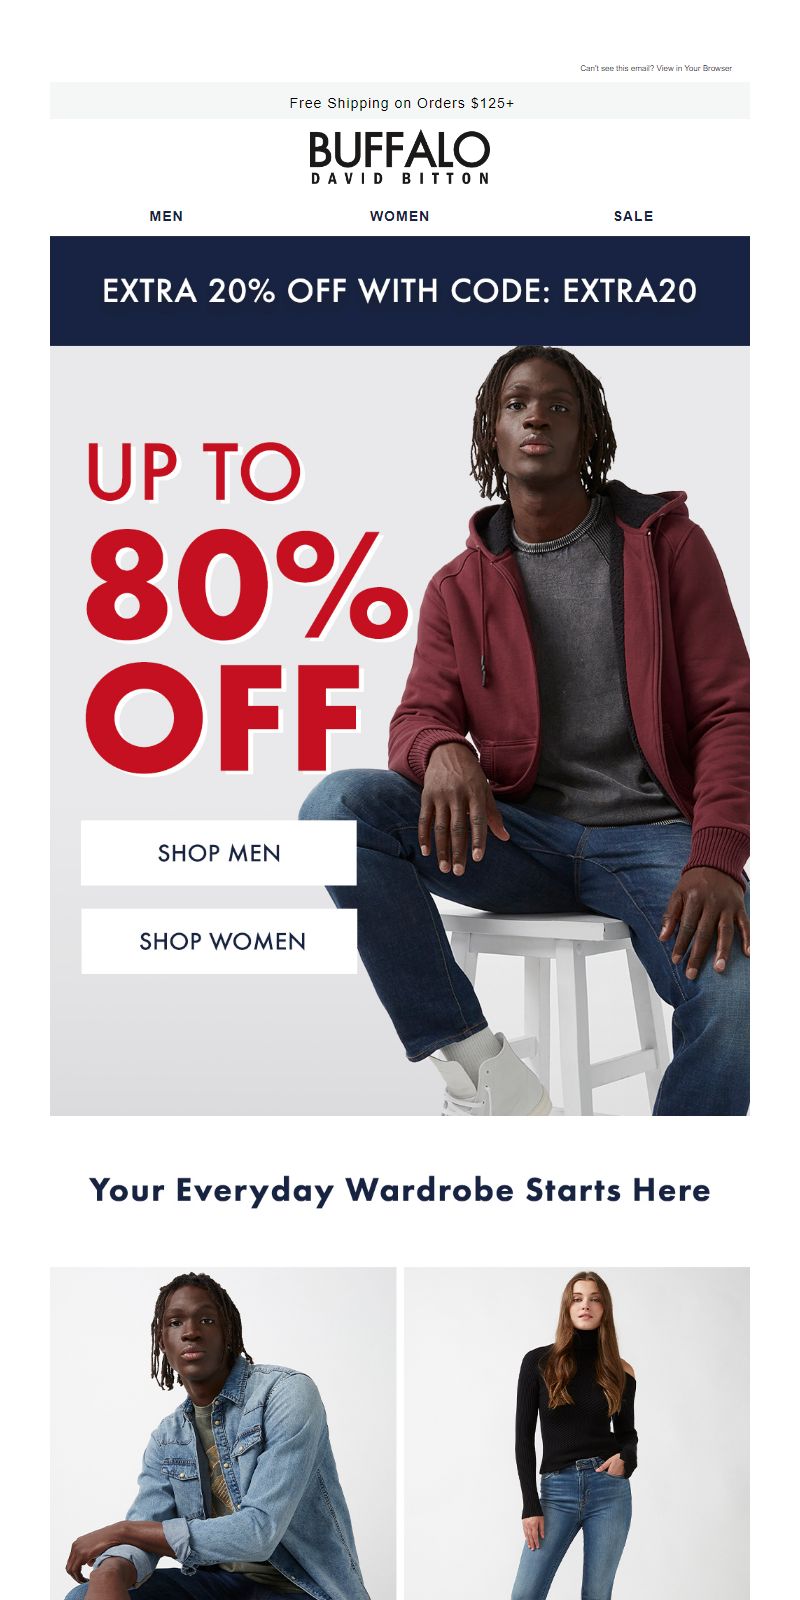 Can't see this email? View in Your Browser
Free Shipping on Orders $125+
BUFFALO
DAVID BITTON
MEN WOMEN SALE
EXTRA 20% OFF WITH CODE: EXTRA20
UP TO
80%
OFF
SHOP MEN
SHOP WOMEN
Your Everyday Wardrobe Starts Here